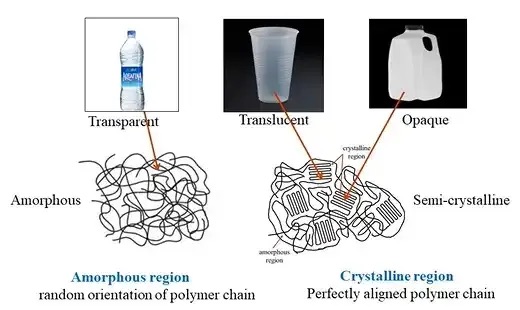 AQUAFINA
Transparent
Translucent
Opaque
crystalline
region
Amorphous
Semi-crystalline
amorphous
region
Amorphous region
random orientation of polymer chain
Crystalline region
Perfectly aligned polymer chain